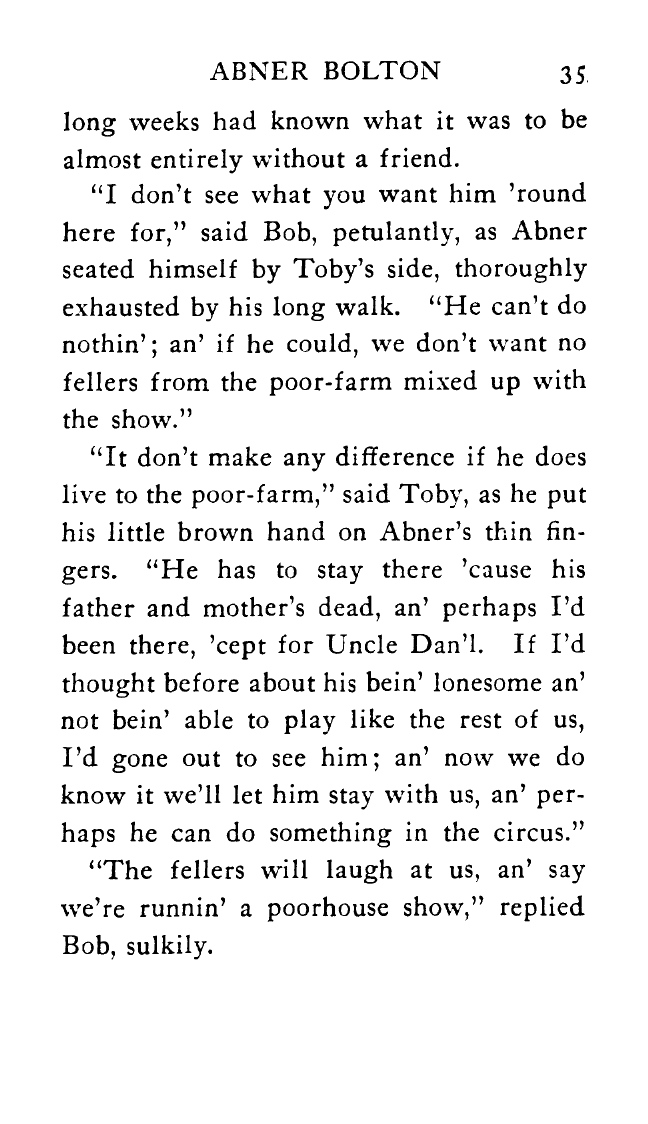 ABNER BOLTON 35
long weeks had known what it was to be
almost entirely without a friend.
“I don’t see what you want him ’round
here for,” said Bob, petulantly, as Abner
seated himself by Toby’s side, thoroughly
exhausted by his long walk. “He can’t do
nothin’; an’ if he could, we don’t want no
fellers from the poor-farm mixed up with
the show.”
“It don’t make any difference if he does
live to the poor-farm,” said Toby, as he put
his little brown hand on Abner’s thin fin-
gers. “He has to stay there ’cause his
father and mother’s dead, an’ perhaps I’d
been there, ’cept for Uncle Dan’l. If I’d
thought before about his bein’ lonesome an’
not bein’ able to play like the rest of us,
I’d gone out to see him; an’ now we do
know it we’ll let him stay with us, an’ per-
haps he can do something in the circus.”
“The fellers will laugh at us, an’ say
we’re runnin’ a poorhouse show,” replied
Bob, sulkily.